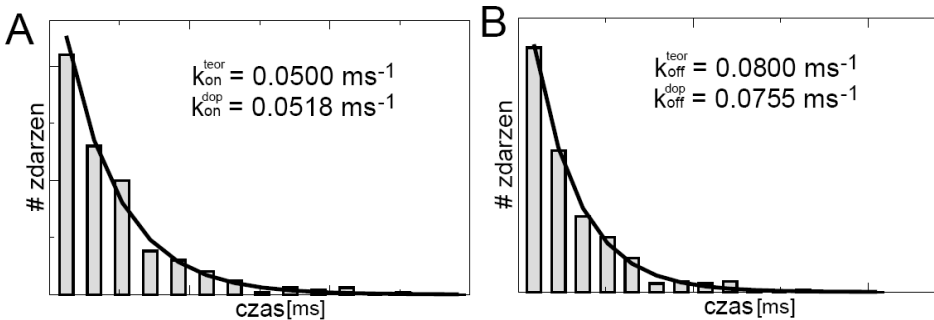 A
k_on^teor = 0.0500 ms⁻¹
k_on^dop = 0.0518 ms⁻¹
# zdarzen
czas[ms]
B
k_off^teor = 0.0800 ms⁻¹
k_off^dop = 0.0755 ms⁻¹
# zdarzen
czas[ms]